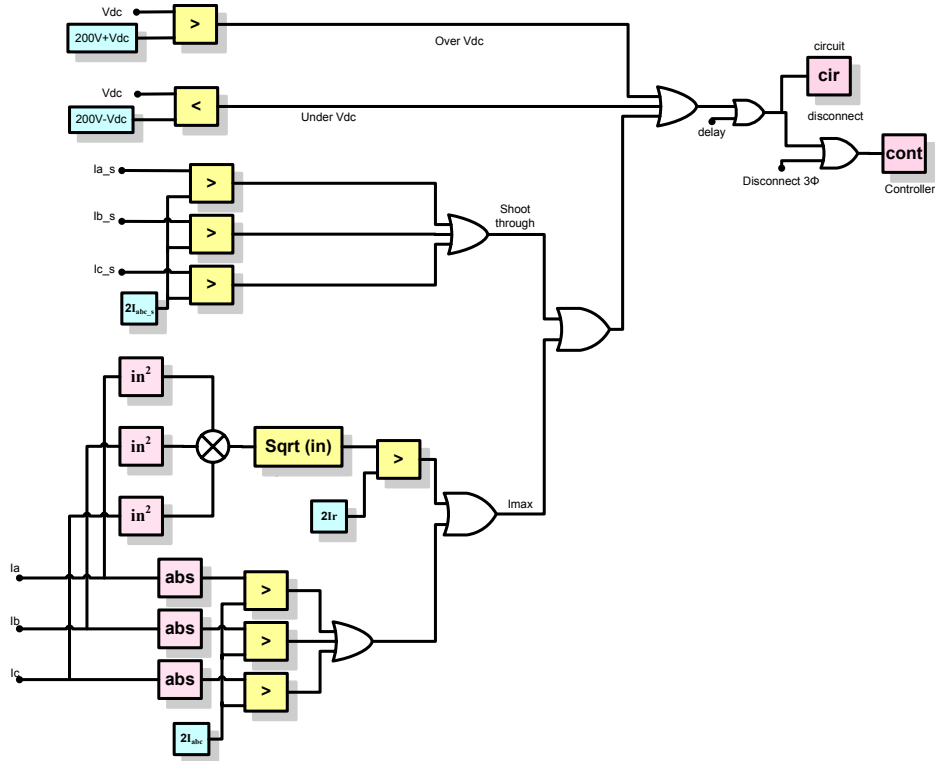 Vdc
200V+Vdc
>
Over Vdc
circuit
cir
disconnect
Vdc
200V-Vdc
<
Under Vdc
delay
cont
Controller
Disconnect 3Φ
Ia_s
>
Ib_s
>
Shoot
through
Ic_s
>
2Iabc_s
in²
in²
Sqrt (in)
>
in²
2Ir
Imax
Ia
abs
>
Ib
abs
>
Ic
abs
>
2Iabc